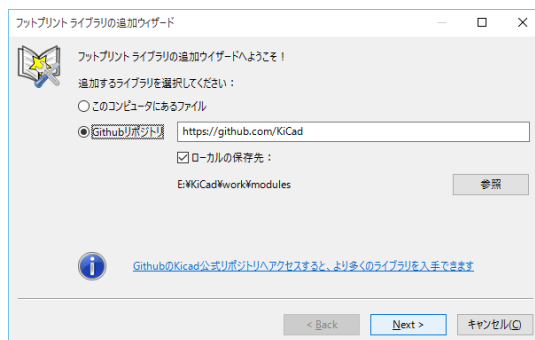 フットプリント ライブラリの追加ウィザード
フットプリント ライブラリの追加ウイザードへようこそ！
追加するライブラリを選択してください：
このコンピュータにあるファイル
Githubリポジトリ https://github.com/KiCad
ローカルの保存先：
E:¥KiCad¥work¥modules 参照
GithubのKicad公式リポジトリへアクセスすると、より多くのライブラリを入手できます
< Back Next > キャンセル(C)